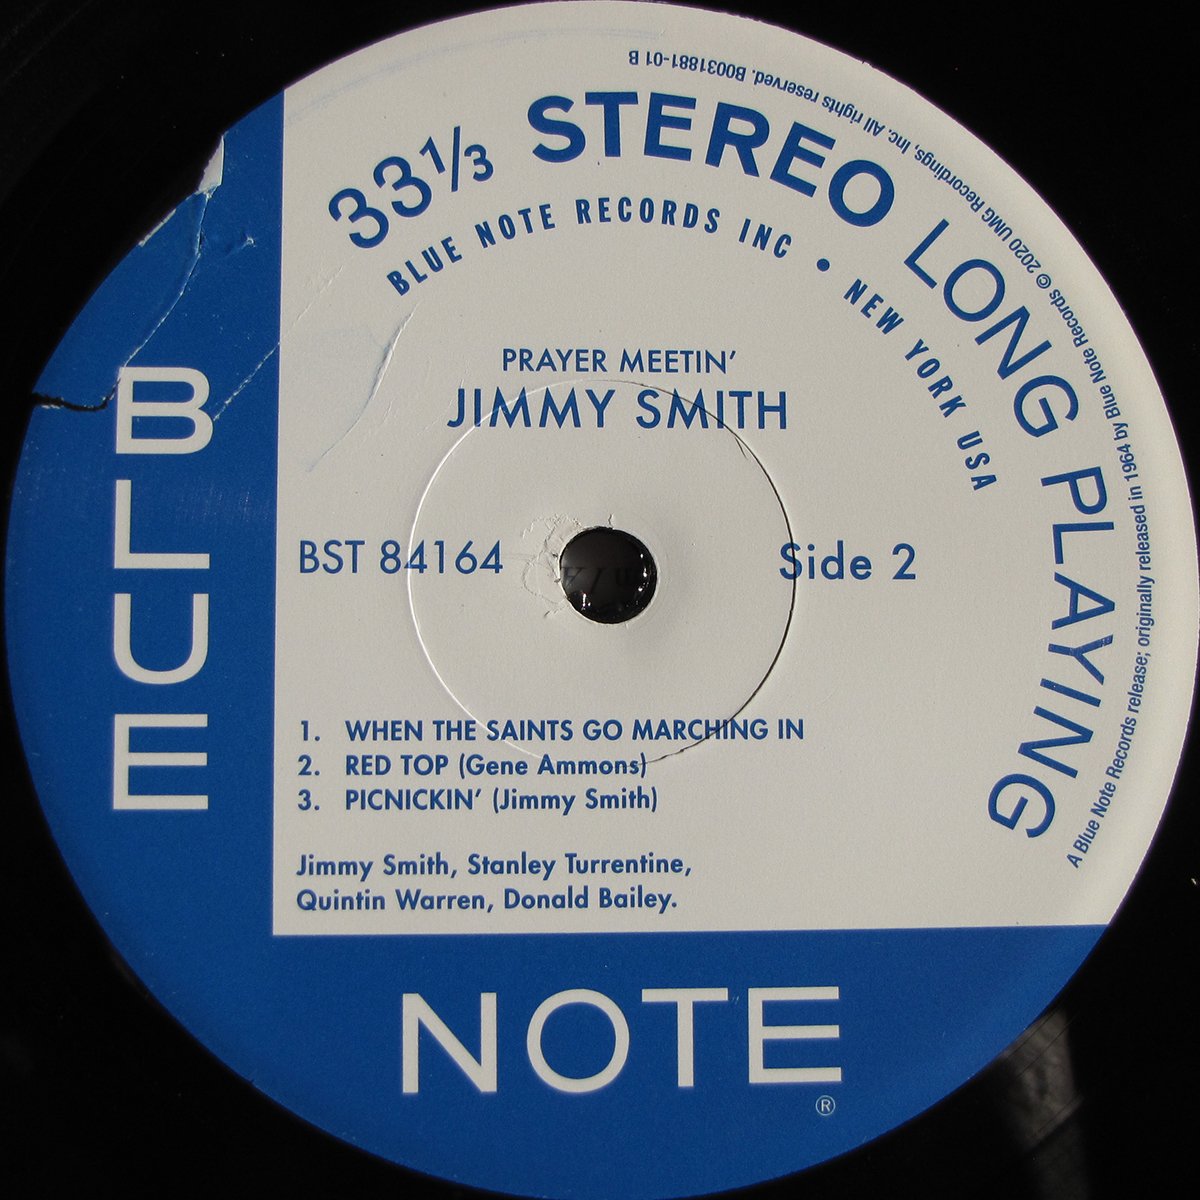 33⅓ STEREO LONG PLAYING
BLUE NOTE RECORDS INC • NEW YORK USA
PRAYER MEETIN'
JIMMY SMITH
BST 84164
Side 2
1. WHEN THE SAINTS GO MARCHING IN
2. RED TOP (Gene Ammons)
3. PICNICKIN' (Jimmy Smith)
Jimmy Smith, Stanley Turrentine,
Quintin Warren, Donald Bailey.
BLUE
NOTE
®
A Blue Note Records release; originally released in 1964 by Blue Note Records © 2020 UMG Recordings, Inc. All rights reserved. B0031881-01 B